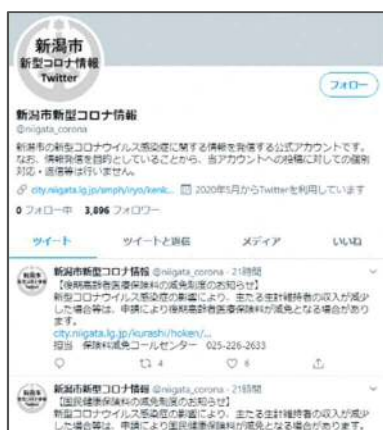 新潟市
新型コロナ情報
Twitter
フォロー
新潟市新型コロナ情報
@niigata_corona
新潟市の新型コロナウイルス感染症に関する情報を発信する公式アカウントです。
なお、情報発信を目的としていることから、当アカウントへの投稿に対しての個別
対応・返信等は行いません。
city.niigata.lg.jp/smph/iryo/kenk... 2020年5月からTwitterを利用しています
0 フォロー中 3,896 フォロワー
ツイート ツイートと返信 メディア いいね
新潟市新型コロナ情報 @niigata_corona・21時間
【後期高齢者医療保険料の減免制度のお知らせ】
新型コロナウイルス感染症の影響により、主たる生計維持者の収入が減少
した場合等は、申請により後期高齢者医療保険料が減免となる場合があり
ます。
city.niigata.lg.jp/kurashi/hoken/...
担当 保険料減免コールセンター 025-226-2633
4 6
新潟市新型コロナ情報 @niigata_corona・21時間
【国民健康保険料の減免制度のお知らせ】
新型コロナウイルス感染症の影響により、主たる生計維持者の収入が減少
した場合等は、申請により国民健康保険料が減免となる場合があります。